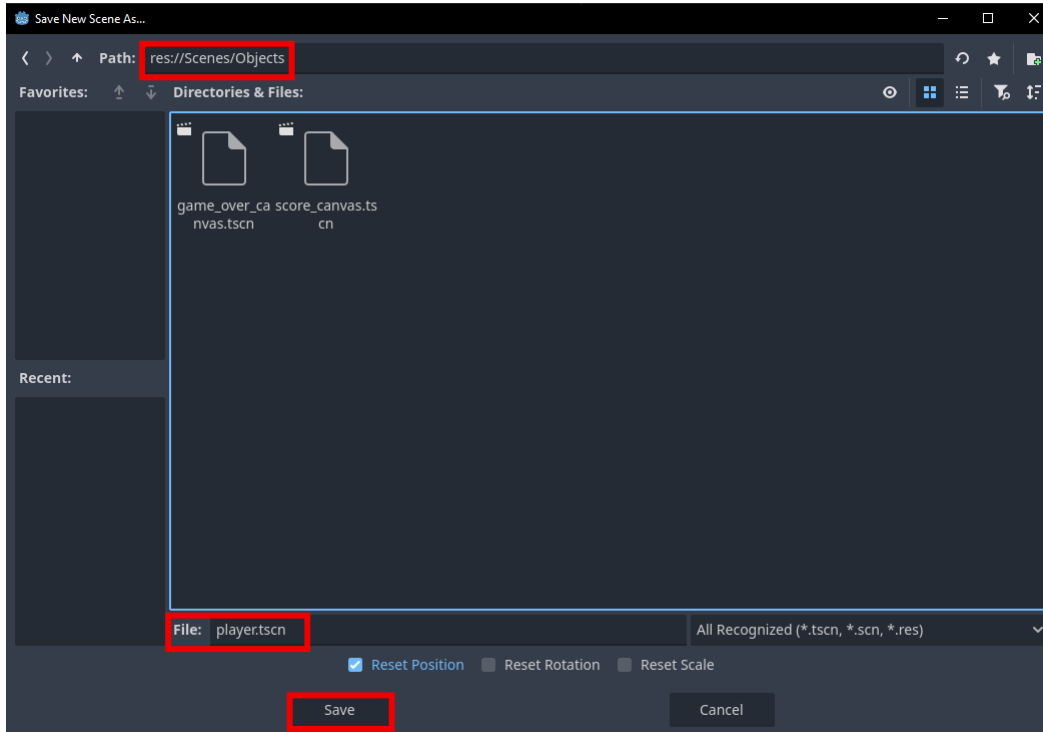 Save New Scene As...
Path: res://Scenes/Objects
Favorites: Directories & Files:
game_over_ca score_canvas.ts
nvas.tscn cn
Recent:
File: player.tscn All Recognized (*.tscn, *.scn, *.res)
Reset Position Reset Rotation Reset Scale
Save Cancel